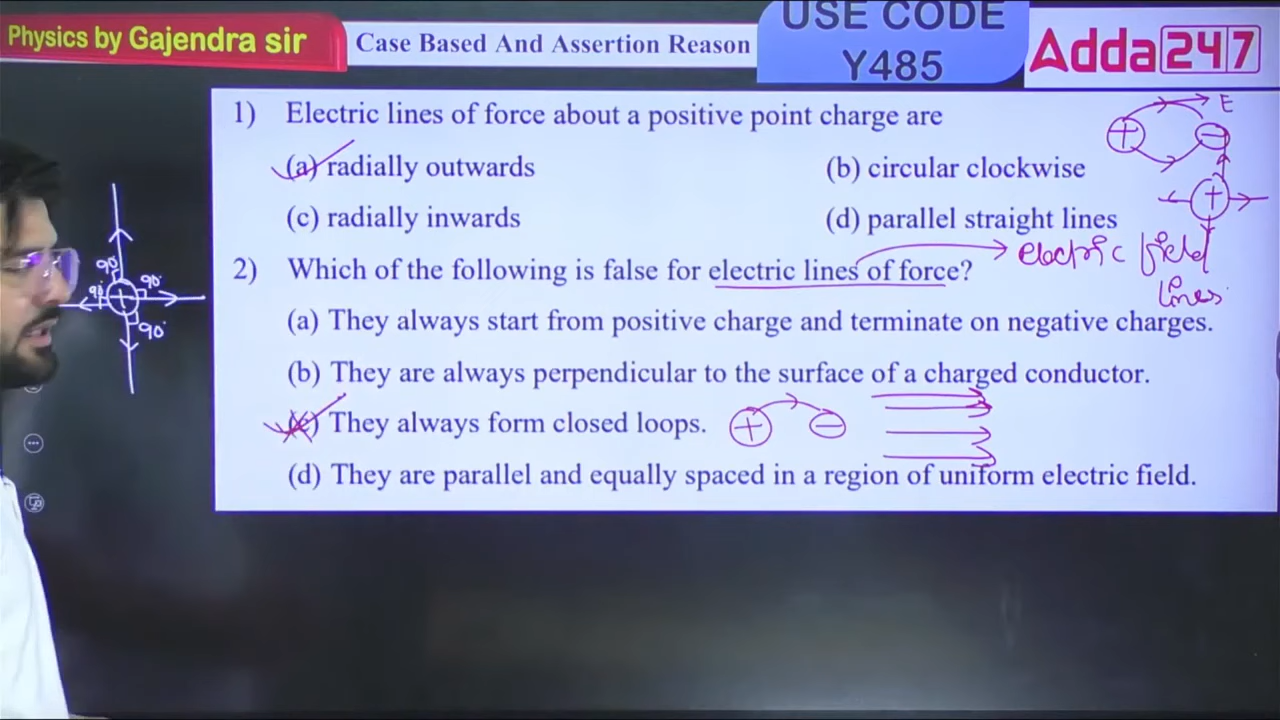 Physics by Gajendra sir
Case Based And Assertion Reason
USE CODE
Y485
Adda247
1) Electric lines of force about a positive point charge are
(a) radially outwards (b) circular clockwise
(c) radially inwards (d) parallel straight lines
2) Which of the following is false for electric lines of force?
electric field
lines
(a) They always start from positive charge and terminate on negative charges.
(b) They are always perpendicular to the surface of a charged conductor.
(c) They always form closed loops.
(d) They are parallel and equally spaced in a region of uniform electric field.
E
+ −
+
+ −
90°
90°
90°
90°
+